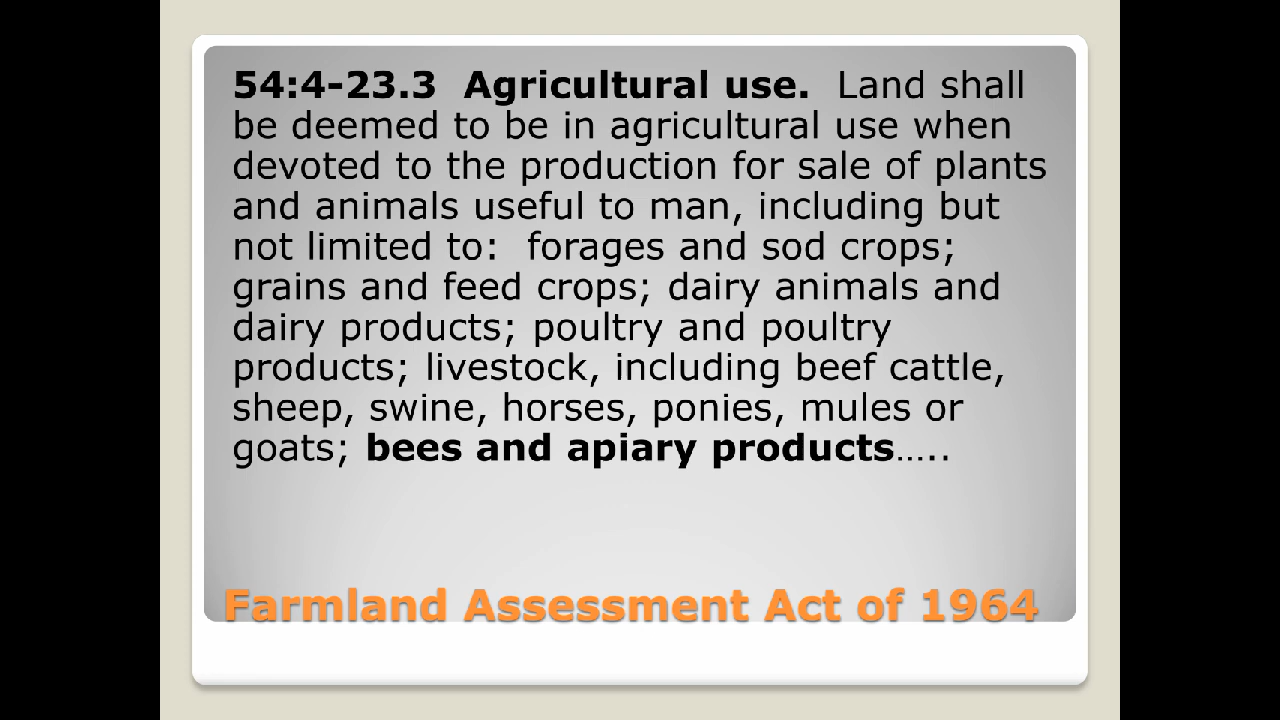 54:4-23.3  Agricultural use.  Land shall
be deemed to be in agricultural use when
devoted to the production for sale of plants
and animals useful to man, including but
not limited to:  forages and sod crops;
grains and feed crops; dairy animals and
dairy products; poultry and poultry
products; livestock, including beef cattle,
sheep, swine, horses, ponies, mules or
goats; bees and apiary products…..
Farmland Assessment Act of 1964